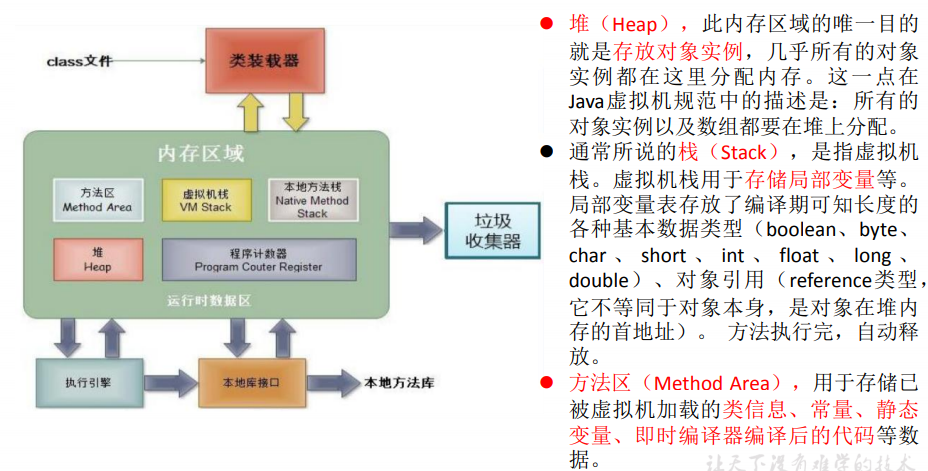 class文件
类装载器
内存区域
方法区
Method Area
虚拟机栈
VM Stack
本地方法栈
Native Method
Stack
堆
Heap
程序计数器
Program Couter Register
运行时数据区
垃圾
收集器
执行引擎
本地库接口
本地方法库
● 堆（Heap），此内存区域的唯一目的
就是存放对象实例，几乎所有的对象
实例都在这里分配内存。这一点在
Java虚拟机规范中的描述是：所有的
对象实例以及数组都要在堆上分配。
● 通常所说的栈（Stack），是指虚拟机
栈。虚拟机栈用于存储局部变量等。
局部变量表存放了编译期可知长度的
各种基本数据类型（boolean、byte、
char 、 short 、 int 、 float 、 long 、
double）、对象引用（reference类型，
它不等同于对象本身，是对象在堆内
存的首地址）。 方法执行完，自动释
放。
● 方法区（Method Area），用于存储已
被虚拟机加载的类信息、常量、静态
变量、即时编译器编译后的代码等数
据。
让天下没有难学的技术